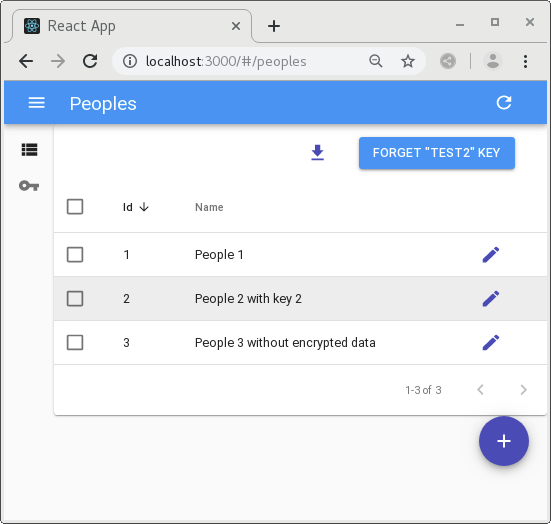 React App
localhost:3000/#/peoples
Peoples
FORGET "TEST2" KEY
Id Name
1 People 1
2 People 2 with key 2
3 People 3 without encrypted data
1-3 of 3